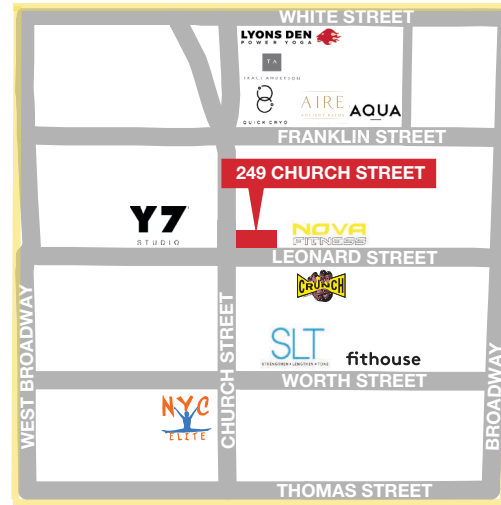 WHITE STREET
LYONS DEN
POWER YOGA
TA
TRACY ANDERSON
QUICK CRYO
AIRE
ANCIENT BATHS
AQUA
FRANKLIN STREET
249 CHURCH STREET
Y7
STUDIO
NOVA
FITNESS
LEONARD STREET
CRUNCH
SLT
STRENGTHEN • LENGTHEN • TONE
fithouse
WORTH STREET
WEST BROADWAY
CHURCH STREET
BROADWAY
NYC
ELITE
THOMAS STREET